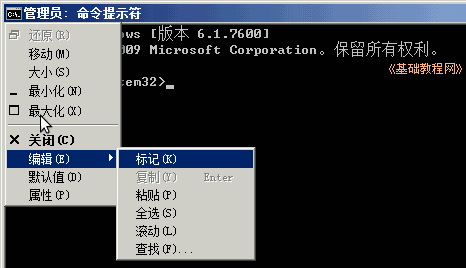 管理员: 命令提示符
ows [版本 6.1.7600]
009 Microsoft Corporation。保留所有权利。
《基础教程网》
tem32>_
还原(R)
移动(M)
大小(S)
最小化(N)
最大化(X)
关闭(C)
编辑(E)
默认值(D)
属性(P)
标记(K)
复制(Y) Enter
粘贴(P)
全选(S)
滚动(L)
查找(F)...